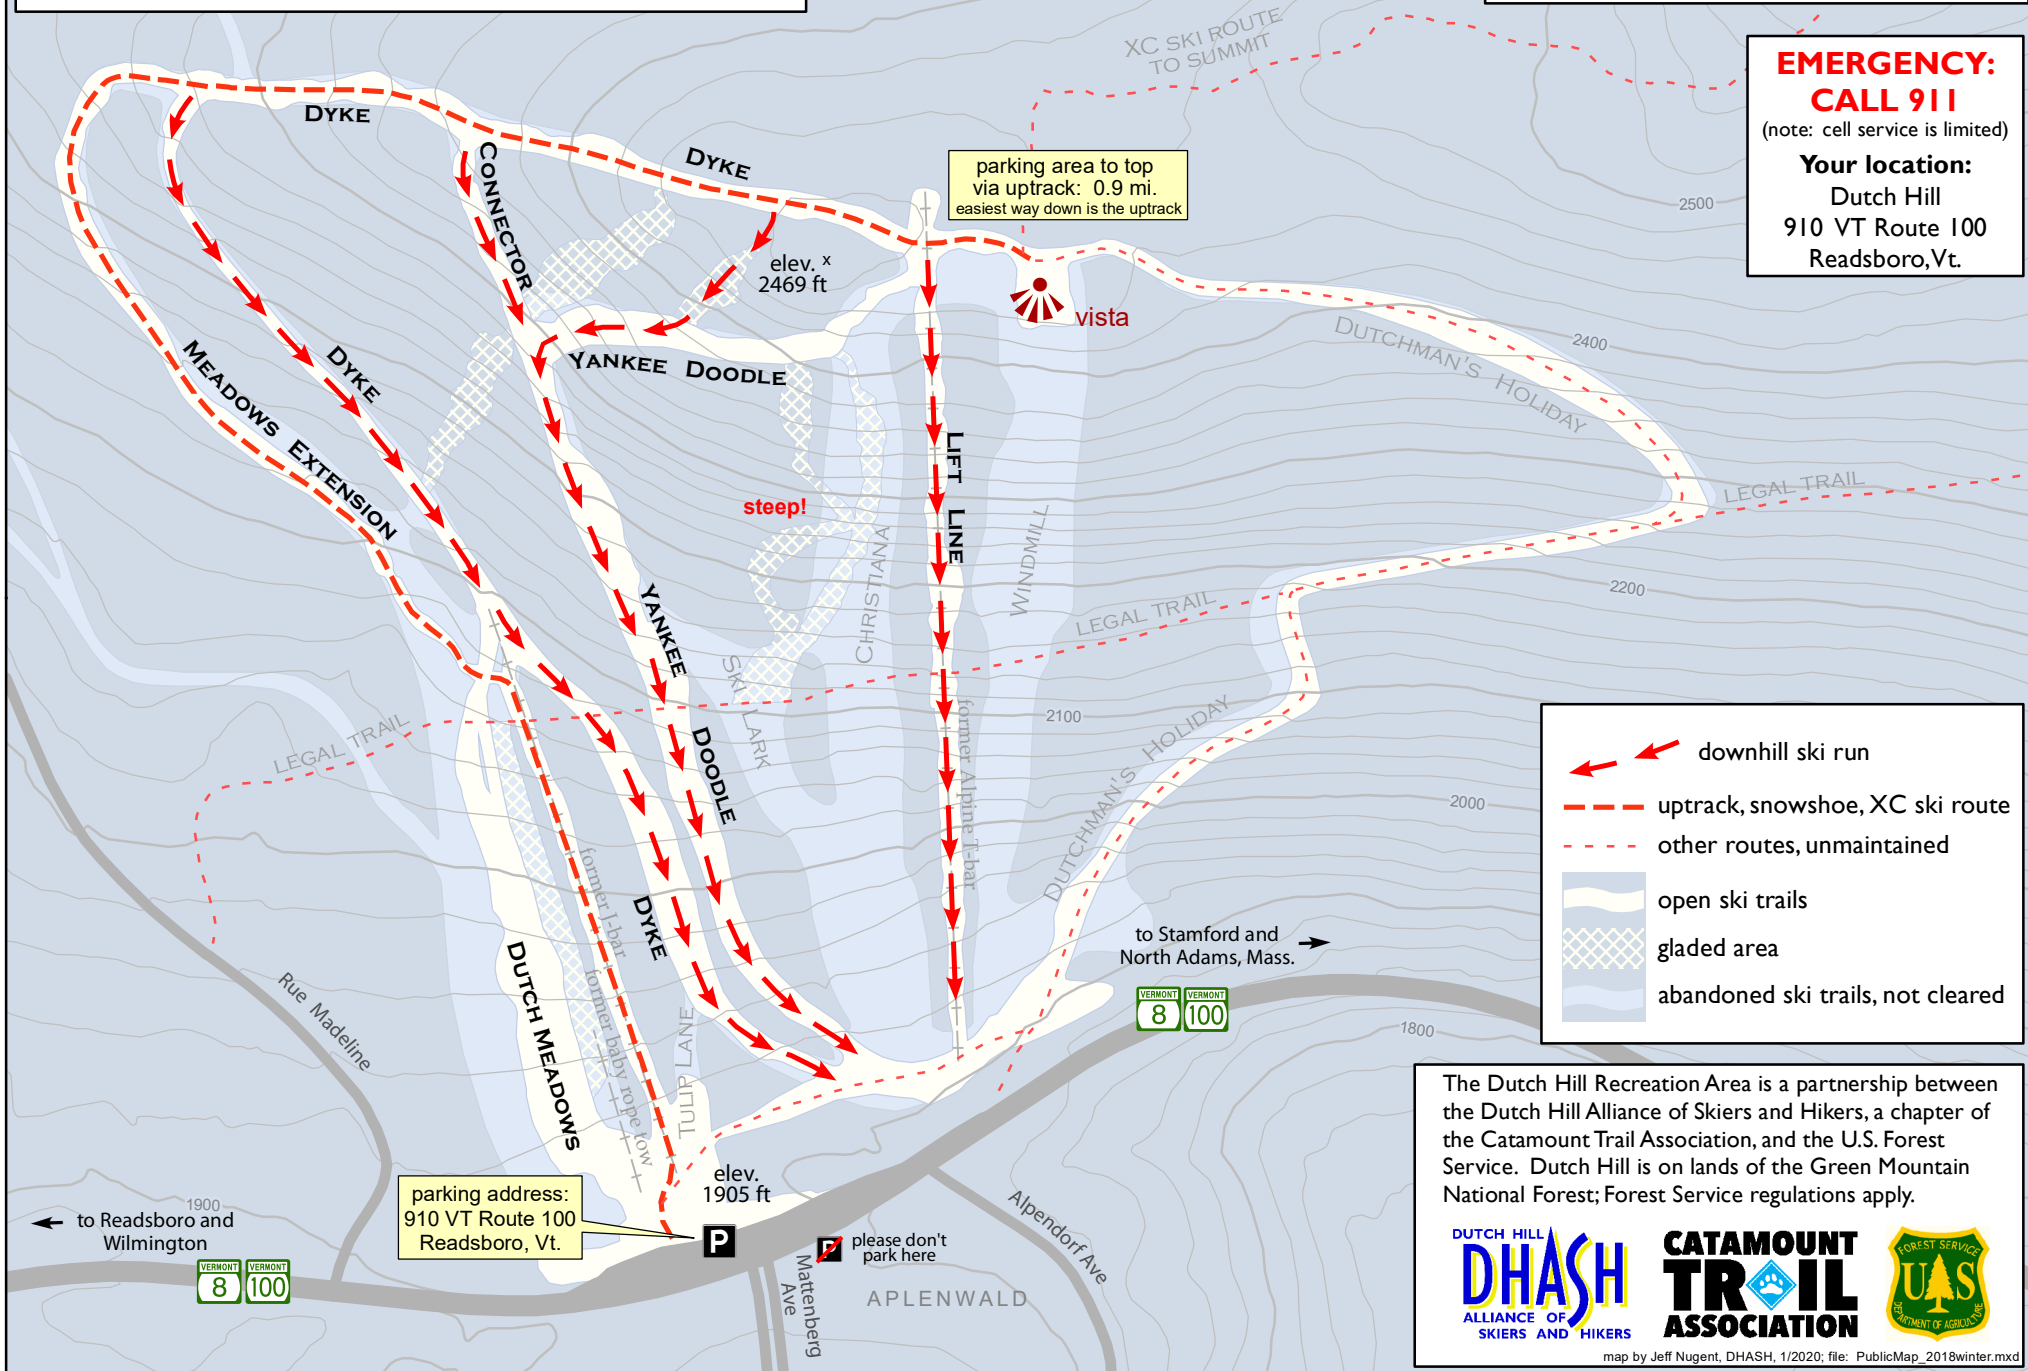 XC SKI ROUTE
TO SUMMIT
EMERGENCY:
CALL 911
(note: cell service is limited)
Your location:
Dutch Hill
910 VT Route 100
Readsboro,Vt.
DYKE
CONNECTOR
DYKE
parking area to top
via uptrack: 0.9 mi.
easiest way down is the uptrack
2500
elev. x
2469 ft
vista
DUTCHMAN'S HOLIDAY
2400
MEADOWS EXTENSION
DYKE
YANKEE DOODLE
LIFT LINE
steep!
CHRISTIANA
WINDMILL
LEGAL TRAIL
LEGAL TRAIL
2200
YANKEE DOODLE
SKI LARK
2100
LEGAL TRAIL
former Alpine T-bar
DUTCHMAN'S HOLIDAY
2000
downhill ski run
uptrack, snowshoe, XC ski route
other routes, unmaintained
open ski trails
gladed area
abandoned ski trails, not cleared
former J-bar
former baby rope tow
DYKE
DUTCH MEADOWS
TULIP LANE
Rue Madeline
to Stamford and
North Adams, Mass.
VERMONT
8
VERMONT
100
1800
The Dutch Hill Recreation Area is a partnership between
the Dutch Hill Alliance of Skiers and Hikers, a chapter of
the Catamount Trail Association, and the U.S. Forest
Service. Dutch Hill is on lands of the Green Mountain
National Forest; Forest Service regulations apply.
elev.
1905 ft
parking address:
910 VT Route 100
Readsboro, Vt.
P
P
please don't
park here
1900
to Readsboro and
Wilmington
VERMONT
8
VERMONT
100
Mattenberg
Ave
Alpendorf Ave
APLENWALD
DUTCH HILL
DHASH
ALLIANCE OF
SKIERS AND HIKERS
CATAMOUNT
TRAIL
ASSOCIATION
FOREST SERVICE
US
DEPARTMENT OF AGRICULTURE
map by Jeff Nugent, DHASH, 1/2020; file: PublicMap_2018winter.mxd